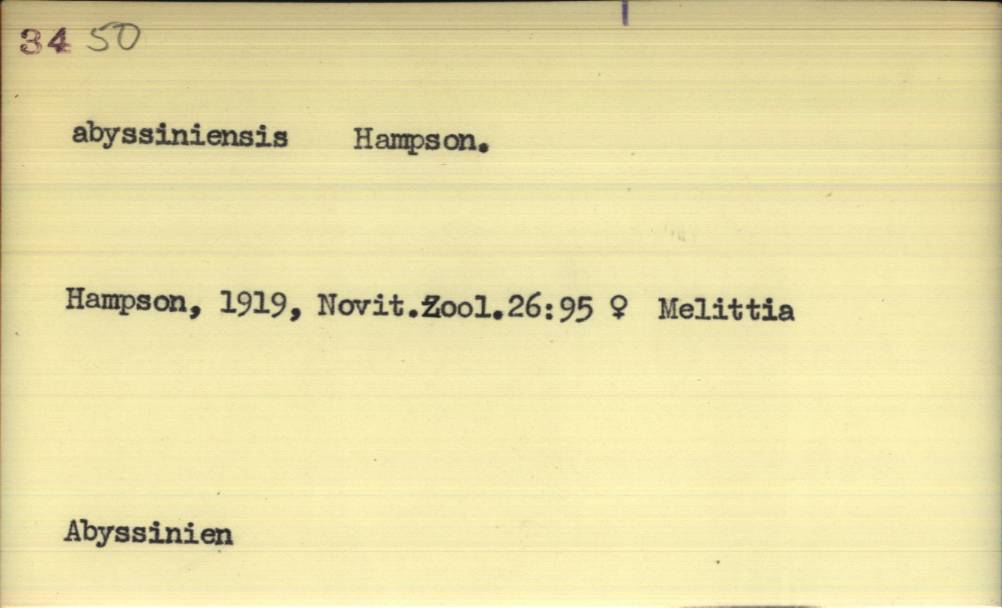 34 50
abyssiniensis Hampson.
Hampson, 1919, Novit.Zool.26:95 ♀ Melittia
Abyssinien